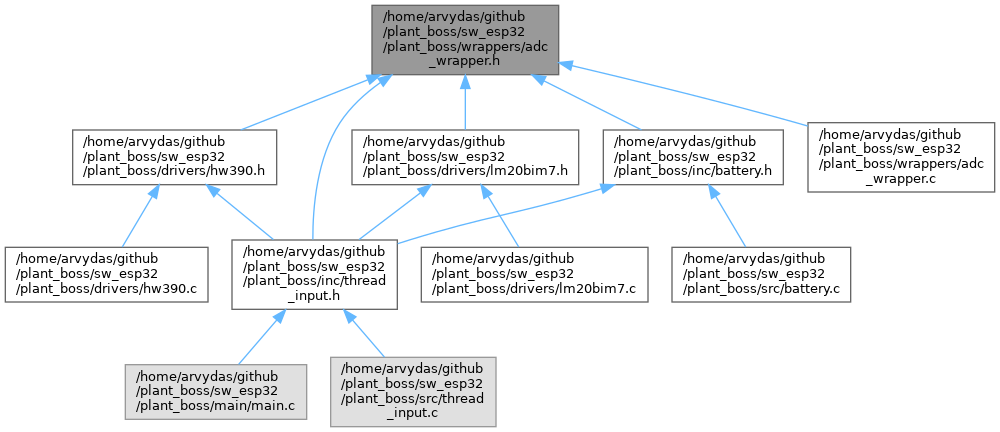 /home/arvydas/github
/plant_boss/sw_esp32
/plant_boss/wrappers/adc
_wrapper.h
/home/arvydas/github
/plant_boss/sw_esp32
/plant_boss/drivers/hw390.h
/home/arvydas/github
/plant_boss/sw_esp32
/plant_boss/drivers/lm20bim7.h
/home/arvydas/github
/plant_boss/sw_esp32
/plant_boss/inc/battery.h
/home/arvydas/github
/plant_boss/sw_esp32
/plant_boss/wrappers/adc
_wrapper.c
/home/arvydas/github
/plant_boss/sw_esp32
/plant_boss/drivers/hw390.c
/home/arvydas/github
/plant_boss/sw_esp32
/plant_boss/inc/thread
_input.h
/home/arvydas/github
/plant_boss/sw_esp32
/plant_boss/drivers/lm20bim7.c
/home/arvydas/github
/plant_boss/sw_esp32
/plant_boss/src/battery.c
/home/arvydas/github
/plant_boss/sw_esp32
/plant_boss/main/main.c
/home/arvydas/github
/plant_boss/sw_esp32
/plant_boss/src/thread
_input.c